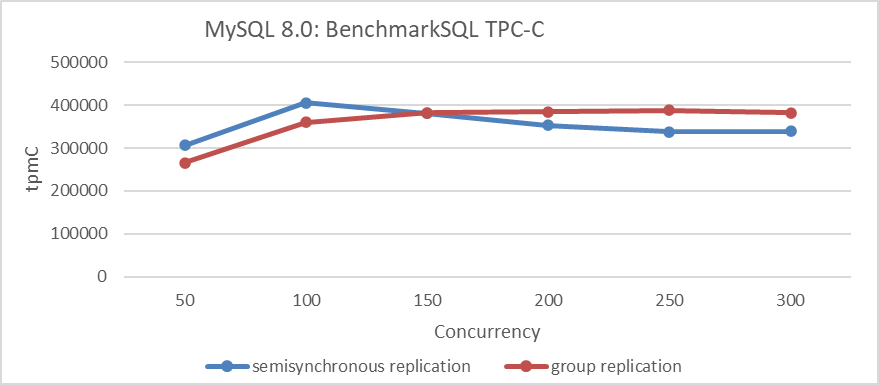 MySQL 8.0: BenchmarkSQL TPC-C
500000
400000
300000
200000
100000
0
tpmC
50 100 150 200 250 300
Concurrency
semisynchronous replication group replication